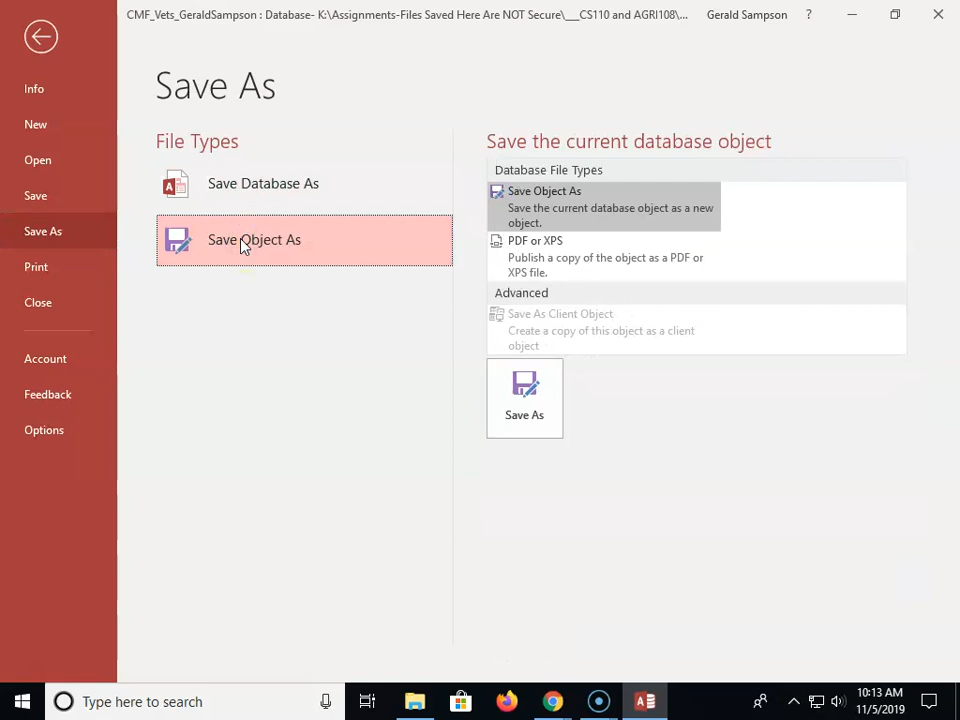 CMF_Vets_GeraldSampson : Database- K:\Assignments-Files Saved Here Are NOT Secure\___CS110 and AGRI108\... Gerald Sampson ?
Info
New
Open
Save
Save As
Print
Close
Account
Feedback
Options
Save As
File Types
Save Database As
Save Object As
Save the current database object
Database File Types
Save Object As
Save the current database object as a new
object.
PDF or XPS
Publish a copy of the object as a PDF or
XPS file.
Advanced
Save As Client Object
Create a copy of this object as a client
object
Save As
Type here to search
10:13 AM
11/5/2019